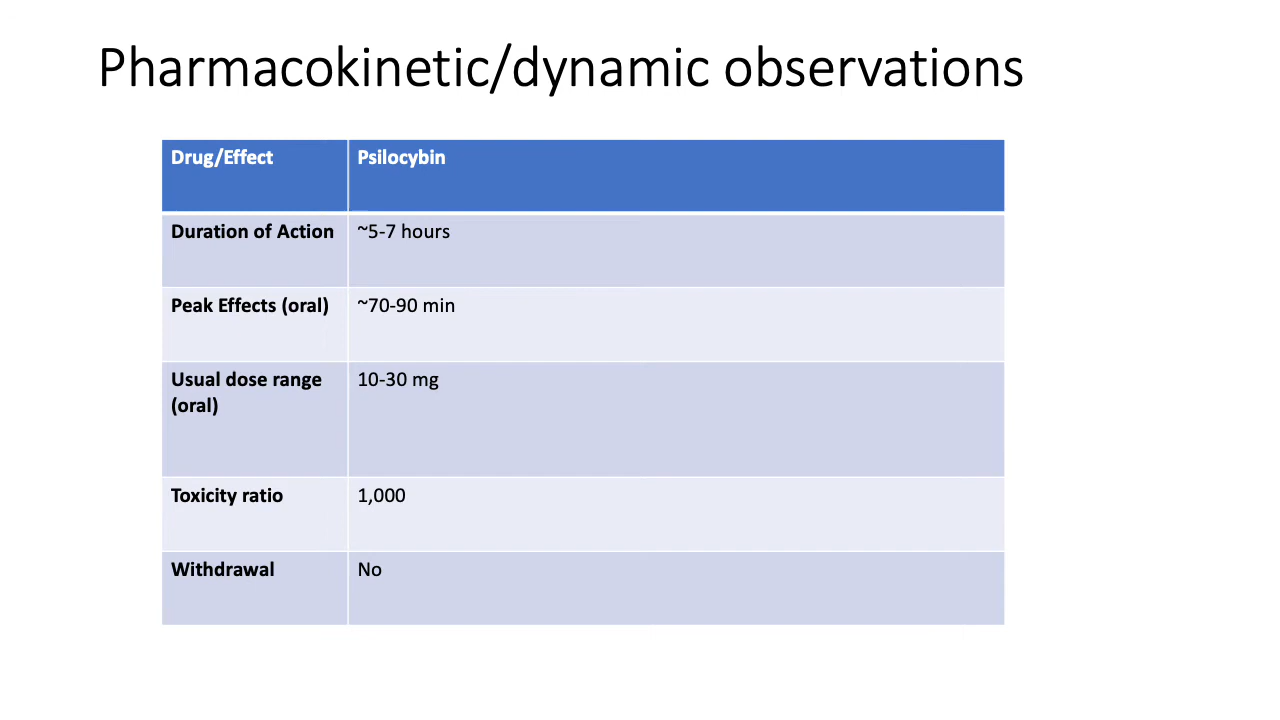 Pharmacokinetic/dynamic observations
Drug/Effect Psilocybin
Duration of Action ~5-7 hours
Peak Effects (oral) ~70-90 min
Usual dose range 10-30 mg
(oral)
Toxicity ratio 1,000
Withdrawal No